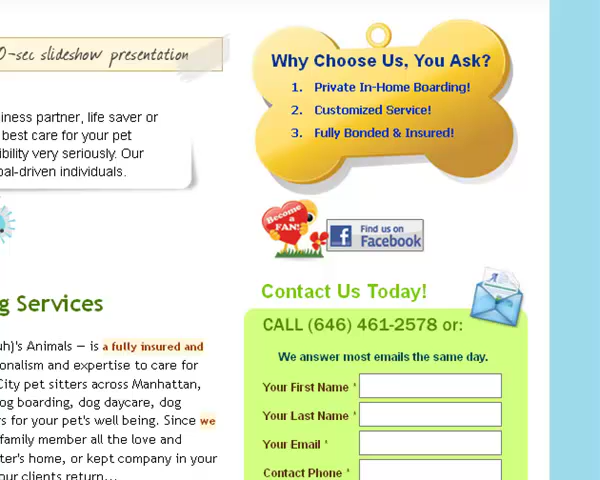 0-sec slideshow presentation
iness partner, life saver or
best care for your pet
ibility very seriously. Our
al-driven individuals.
g Services
uh)'s Animals – is a fully insured and
onalism and expertise to care for
City pet sitters across Manhattan,
og boarding, dog daycare, dog
s for your pet's well being. Since we
family member all the love and
ter's home, or kept company in your
our clients return...
Why Choose Us, You Ask?
1. Private In-Home Boarding!
2. Customized Service!
3. Fully Bonded & Insured!
Become a FAN!
Find us on
Facebook
Contact Us Today!
CALL (646) 461-2578 or:
We answer most emails the same day.
Your First Name *
Your Last Name *
Your Email *
Contact Phone *